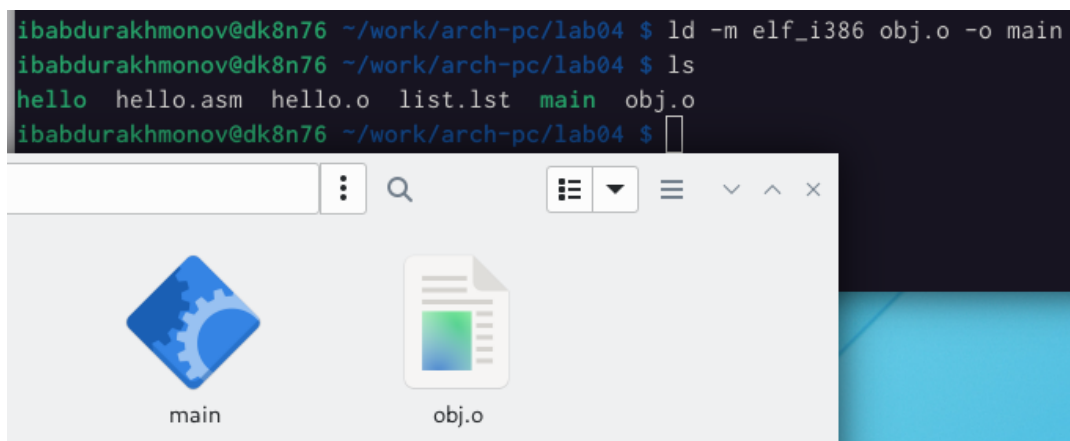 ibabdurakhmonov@dk8n76 ~/work/arch-pc/lab04 $ ld -m elf_i386 obj.o -o main
ibabdurakhmonov@dk8n76 ~/work/arch-pc/lab04 $ ls
hello hello.asm hello.o list.lst main obj.o
ibabdurakhmonov@dk8n76 ~/work/arch-pc/lab04 $
main obj.o